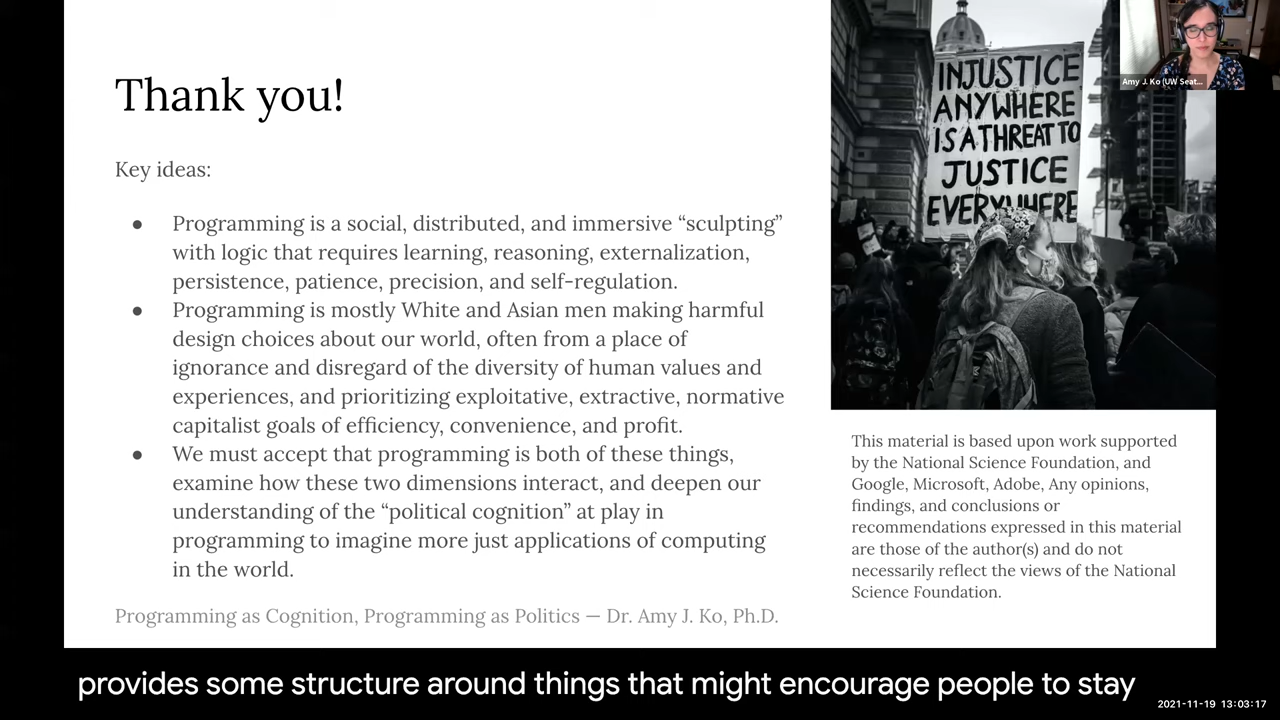 Thank you!
Key ideas:
● Programming is a social, distributed, and immersive “sculpting”
with logic that requires learning, reasoning, externalization,
persistence, patience, precision, and self-regulation.
● Programming is mostly White and Asian men making harmful
design choices about our world, often from a place of
ignorance and disregard of the diversity of human values and
experiences, and prioritizing exploitative, extractive, normative
capitalist goals of efficiency, convenience, and profit.
● We must accept that programming is both of these things,
examine how these two dimensions interact, and deepen our
understanding of the “political cognition” at play in
programming to imagine more just applications of computing
in the world.
Programming as Cognition, Programming as Politics — Dr. Amy J. Ko, Ph.D.
INJUSTICE
ANYWHERE
IS A THREAT TO
JUSTICE
EVERYWHERE
Amy J. Ko (UW Seat...
This material is based upon work supported
by the National Science Foundation, and
Google, Microsoft, Adobe, Any opinions,
findings, and conclusions or
recommendations expressed in this material
are those of the author(s) and do not
necessarily reflect the views of the National
Science Foundation.
provides some structure around things that might encourage people to stay
2021-11-19 13:03:17